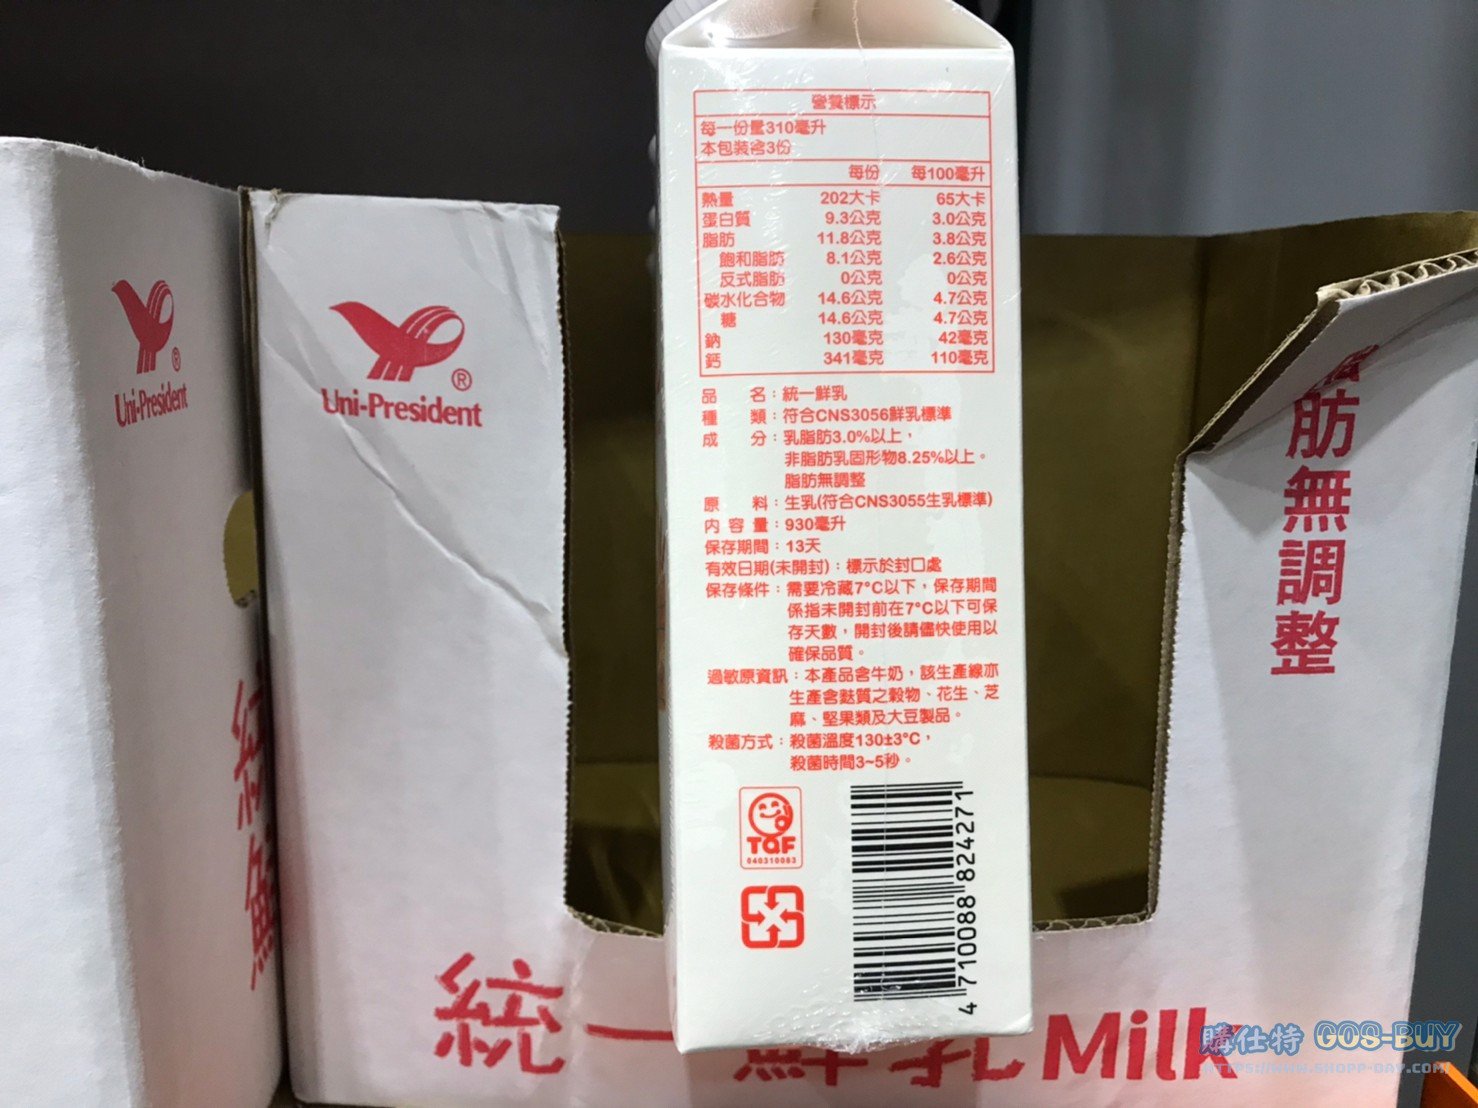 營養標示
每一份量310毫升
本包裝含3份
每份 每100毫升
熱量 202大卡 65大卡
蛋白質 9.3公克 3.0公克
脂肪 11.8公克 3.8公克
飽和脂肪 8.1公克 2.6公克
反式脂肪 0公克 0公克
碳水化合物 14.6公克 4.7公克
糖 14.6公克 4.7公克
鈉 130毫克 42毫克
鈣 341毫克 110毫克
品名：統一鮮乳
種類：符合CNS3056鮮乳標準
成分：乳脂肪3.0%以上，
非脂肪乳固形物8.25%以上。
脂肪無調整
原料：生乳(符合CNS3055生乳標準)
內容量：930毫升
保存期間：13天
有效日期(未開封)：標示於封口處
保存條件：需要冷藏7°C以下，保存期間
係指未開封前在7°C以下可保
存天數，開封後請儘快使用以
確保品質。
過敏原資訊：本產品含牛奶，該生產線亦
生產含麩質之穀物、花生、芝
麻、堅果類及大豆製品。
殺菌方式：殺菌溫度130±3°C，
殺菌時間3~5秒。
TQF
040310083
4 710088 824271
Uni-President
®
Uni-President
®
脂肪無調整
統一鮮乳 Milk
統一鮮
購仕特 GOS-BUY
HTTPS://WWW.SHOPP-BAY.COM/